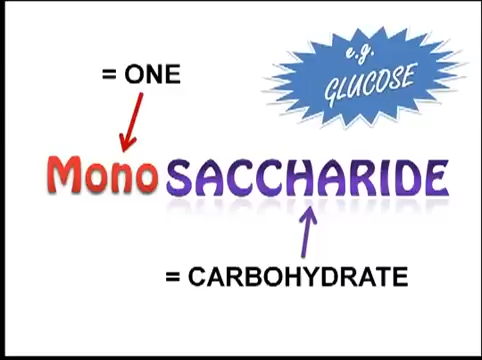 e.g.
GLUCOSE
= ONE
MonoSACCHARIDE
= CARBOHYDRATE